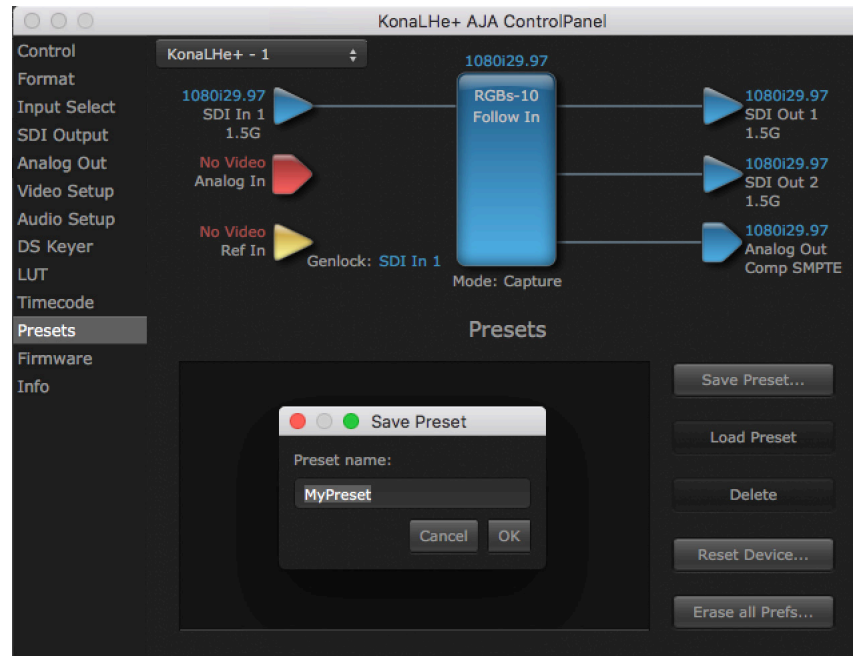 KonaLHe+ AJA ControlPanel
Control
Format
Input Select
SDI Output
Analog Out
Video Setup
Audio Setup
DS Keyer
LUT
Timecode
Presets
Firmware
Info
KonaLHe+ - 1
1080i29.97
1080i29.97
SDI In 1
1.5G
No Video
Analog In
No Video
Ref In
Genlock: SDI In 1
RGBs-10
Follow In
Mode: Capture
1080i29.97
SDI Out 1
1.5G
1080i29.97
SDI Out 2
1.5G
1080i29.97
Analog Out
Comp SMPTE
Presets
Save Preset
Preset name:
MyPreset
Cancel OK
Save Preset...
Load Preset
Delete
Reset Device...
Erase all Prefs...